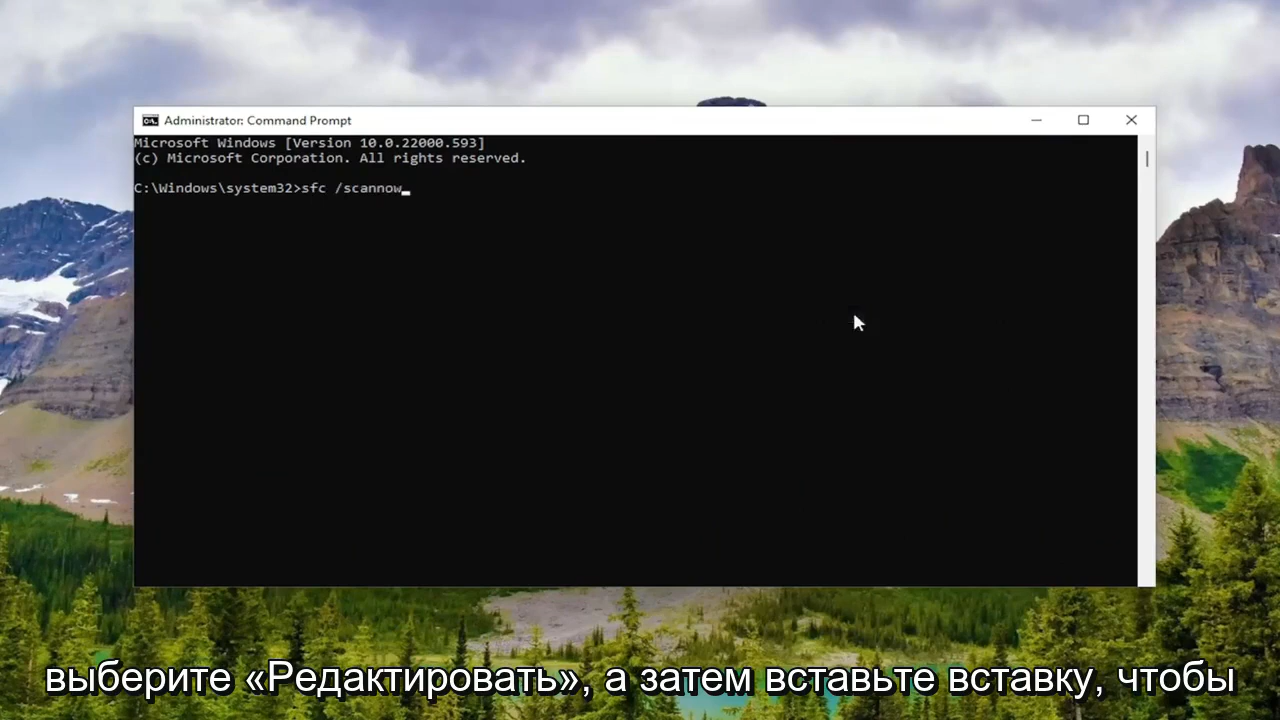 Administrator: Command Prompt
Microsoft Windows [Version 10.0.22000.593]
(c) Microsoft Corporation. All rights reserved.
C:\Windows\system32>sfc /scannow
выберите «Редактировать», а затем вставьте вставку, чтобы